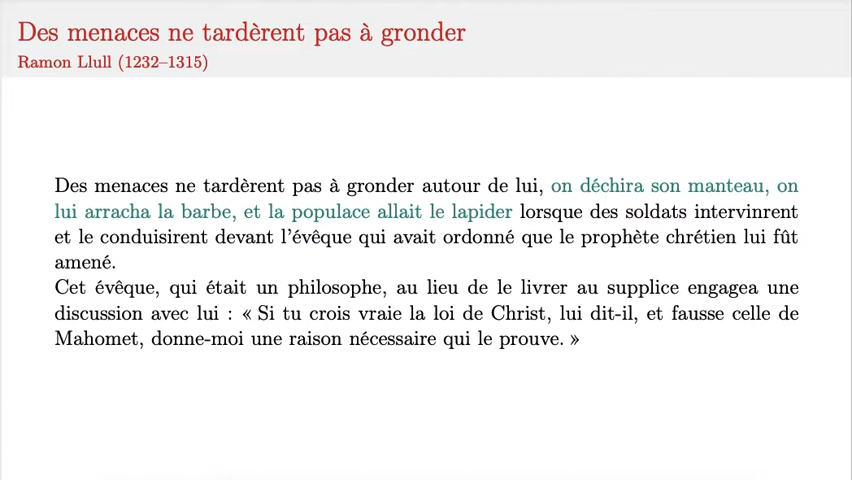 Des menaces ne tardèrent pas à gronder
Ramon Llull (1232–1315)
Des menaces ne tardèrent pas à gronder autour de lui, on déchira son manteau, on
lui arracha la barbe, et la populace allait le lapider lorsque des soldats intervinrent
et le conduisirent devant l'évêque qui avait ordonné que le prophète chrétien lui fût
amené.
Cet évêque, qui était un philosophe, au lieu de le livrer au supplice engagea une
discussion avec lui : « Si tu crois vraie la loi de Christ, lui dit-il, et fausse celle de
Mahomet, donne-moi une raison nécessaire qui le prouve. »